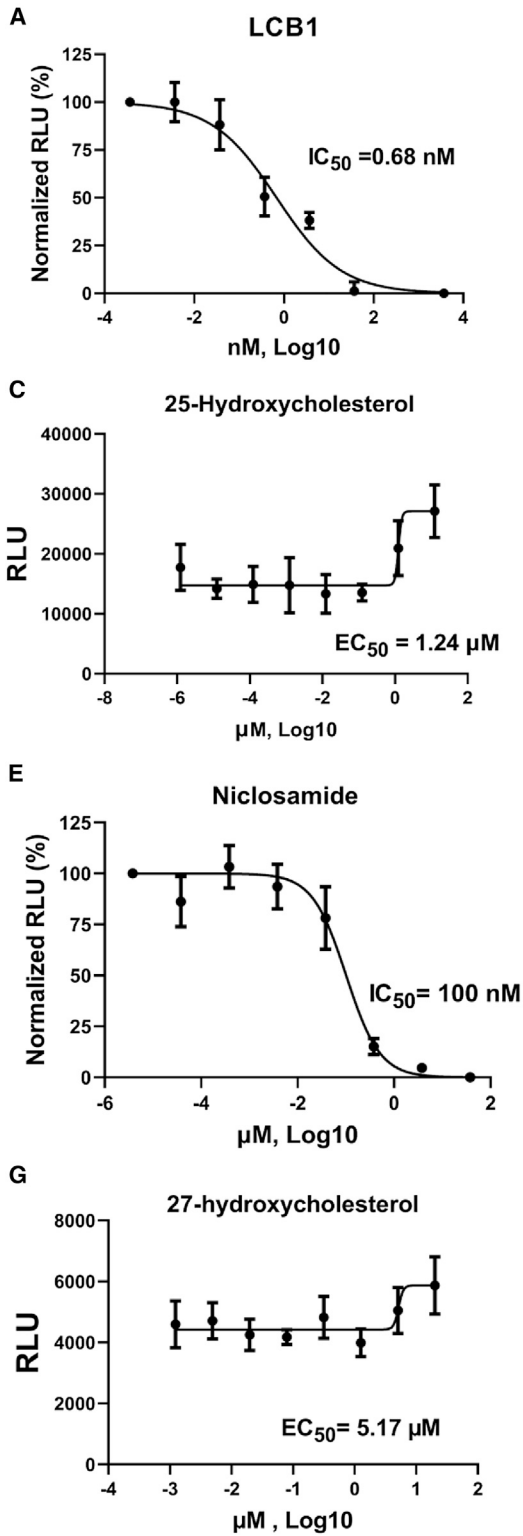 A
LCB1
Normalized RLU (%)
125
100
75
50
25
0
IC50 =0.68 nM
-4 -2 0 2 4
nM, Log10
C
25-Hydroxycholesterol
RLU
40000
30000
20000
10000
0
EC50 = 1.24 µM
-8 -6 -4 -2 0 2
µM, Log10
E
Niclosamide
Normalized RLU (%)
125
100
75
50
25
0
IC50= 100 nM
-6 -4 -2 0 2
µM, Log10
G
27-hydroxycholesterol
RLU
8000
6000
4000
2000
0
EC50= 5.17 µM
-4 -3 -2 -1 0 1 2
µM , Log10